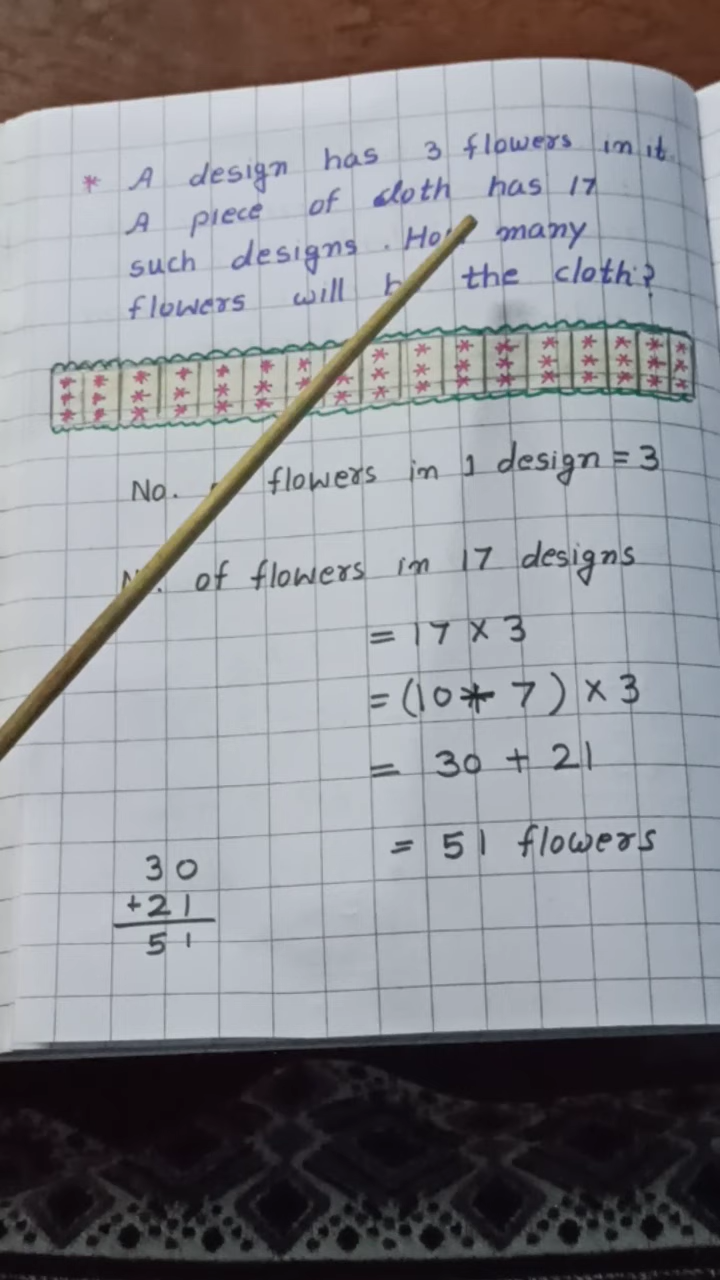 * A design has 3 flowers in it.
A piece of cloth has 17
such designs. many
flowers will the cloth?
No. flowers in 1 design = 3
of flowers in 17 designs
= 17 × 3
= (10 + 7) × 3
= 30 + 21
= 51 flowers
30
+21
51